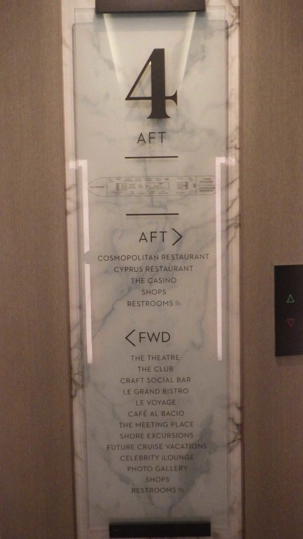 4
AFT
AFT >
COSMOPOLITAN RESTAURANT
CYPRUS RESTAURANT
THE CASINO
SHOPS
RESTROOMS
< FWD
THE THEATRE
THE CLUB
CRAFT SOCIAL BAR
LE GRAND BISTRO
LE VOYAGE
CAFÉ AL BACIO
THE MEETING PLACE
SHORE EXCURSIONS
FUTURE CRUISE VACATIONS
CELEBRITY iLOUNGE
PHOTO GALLERY
SHOPS
RESTROOMS